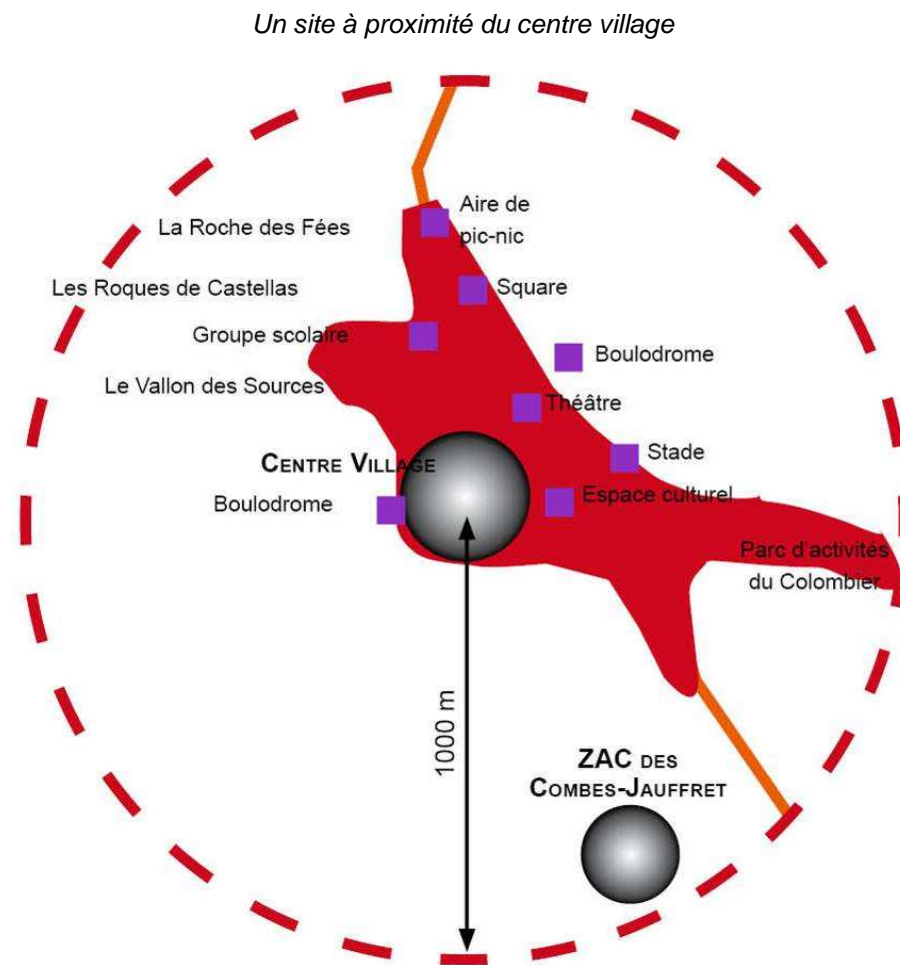 Un site à proximité du centre village
Aire de
pic-nic
La Roche des Fées
Les Roques de Castellas
Square
Groupe scolaire
Boulodrome
Le Vallon des Sources
Théâtre
Stade
CENTRE VILLAGE
Espace culturel
Boulodrome
Parc d'activités
du Colombier
1000 m
ZAC DES
COMBES-JAUFFRET